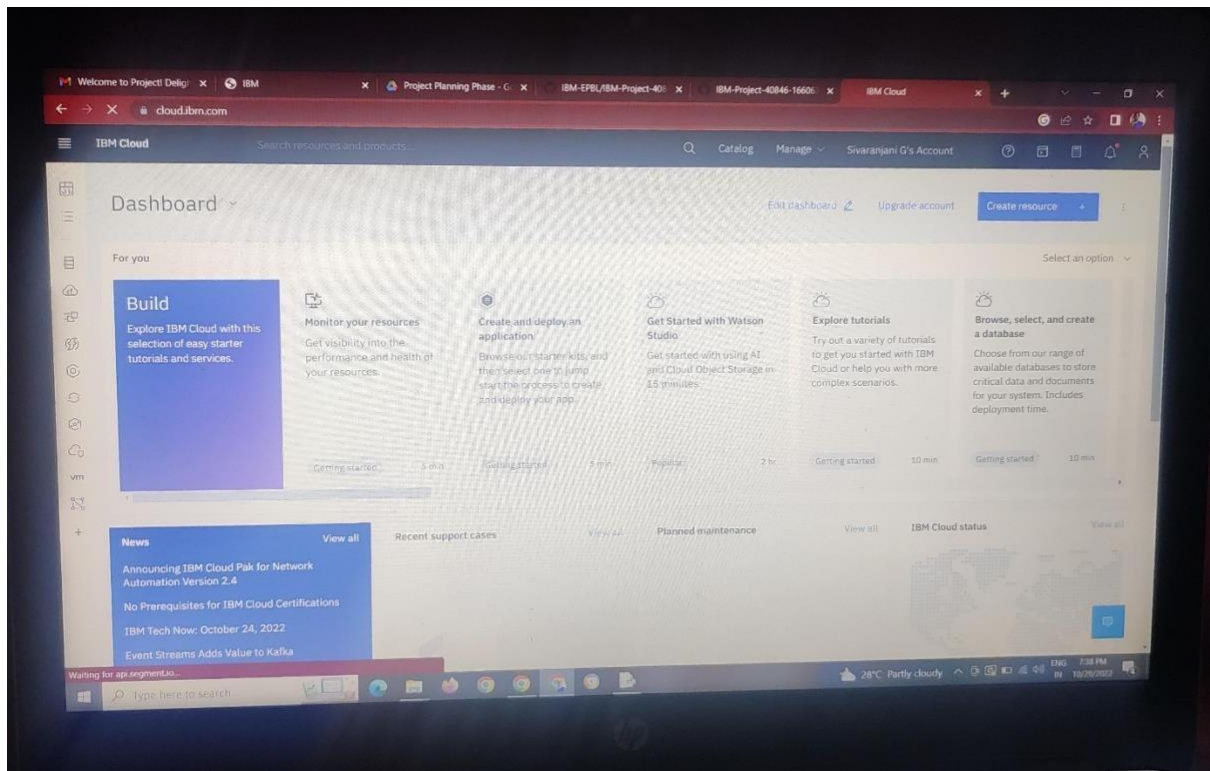 Welcome to Project! Delig
IBM
Project Planning Phase - G
IBM-EPBL/IBM-Project-408
IBM-Project-40846-16606
IBM Cloud
cloud.ibm.com
IBM Cloud
Search resources and products...
Catalog
Manage
Sivaranjani G's Account
Dashboard
Edit dashboard
Upgrade account
Create resource +
For you
Select an option
Build
Explore IBM Cloud with this
selection of easy starter
tutorials and services.
Monitor your resources
Get visibility into the
performance and health of
your resources.
Getting started
5 min
Create and deploy an
application
Browse our starter kits, and
then select one to jump
start the process to create
and deploy your app.
Getting started
5 min
Get Started with Watson
Studio
Get started with using AI
and Cloud Object Storage in
15 minutes.
Popular
2 hr
Explore tutorials
Try out a variety of tutorials
to get you started with IBM
Cloud or help you with more
complex scenarios.
Getting started
10 min
Browse, select, and create
a database
Choose from our range of
available databases to store
critical data and documents
for your system. Includes
deployment time.
Getting started
10 min
vm
News
View all
Announcing IBM Cloud Pak for Network
Automation Version 2.4
No Prerequisites for IBM Cloud Certifications
IBM Tech Now: October 24, 2022
Event Streams Adds Value to Kafka
Recent support cases
View all
Planned maintenance
View all
IBM Cloud status
View all
Waiting for api.segment.io...
Type here to search
28°C Partly cloudy
ENG
IN
7:38 PM
10/29/2022
hp